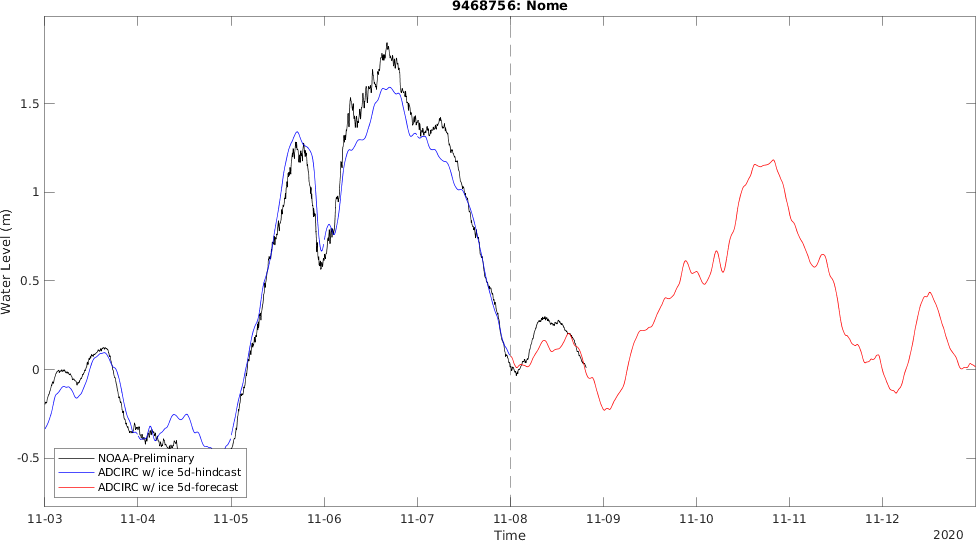 9468756: Nome
Water Level (m)
1.5
1
0.5
0
-0.5
NOAA-Preliminary
ADCIRC w/ ice 5d-hindcast
ADCIRC w/ ice 5d-forecast
11-03 11-04 11-05 11-06 11-07 11-08 11-09 11-10 11-11 11-12
Time
2020